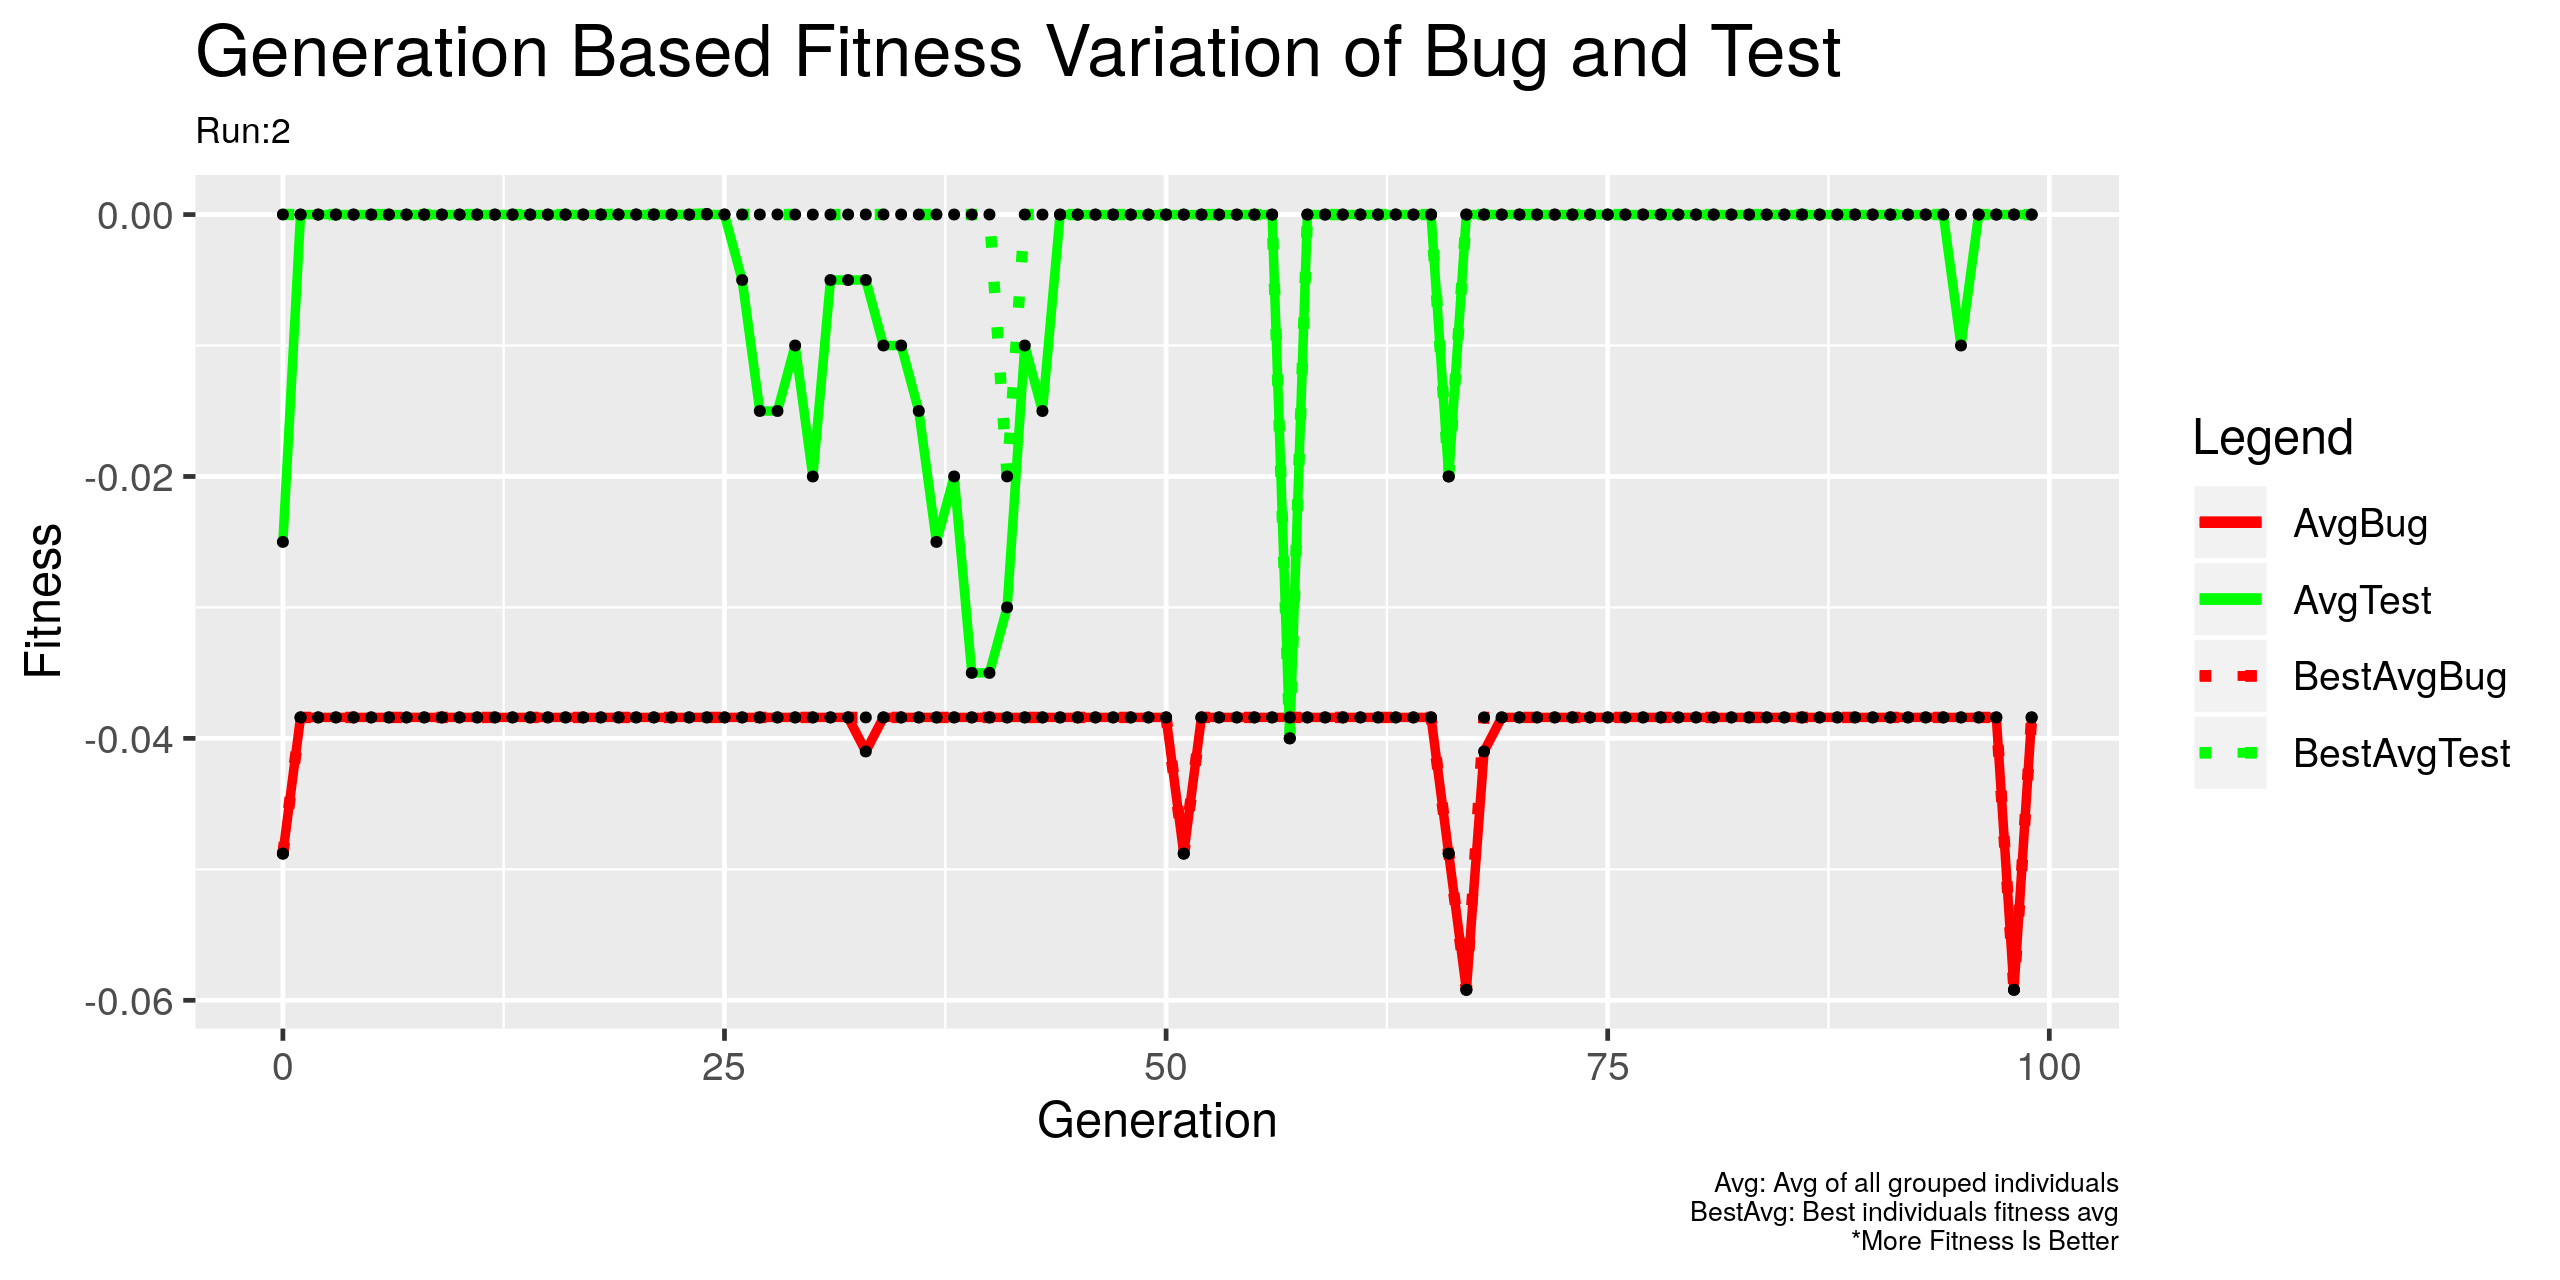 Generation Based Fitness Variation of Bug and Test
Run:2
0.00
-0.02
-0.04
-0.06
Fitness
0 25 50 75 100
Generation
Legend
AvgBug
AvgTest
BestAvgBug
BestAvgTest
Avg: Avg of all grouped individuals
BestAvg: Best individuals fitness avg
*More Fitness Is Better